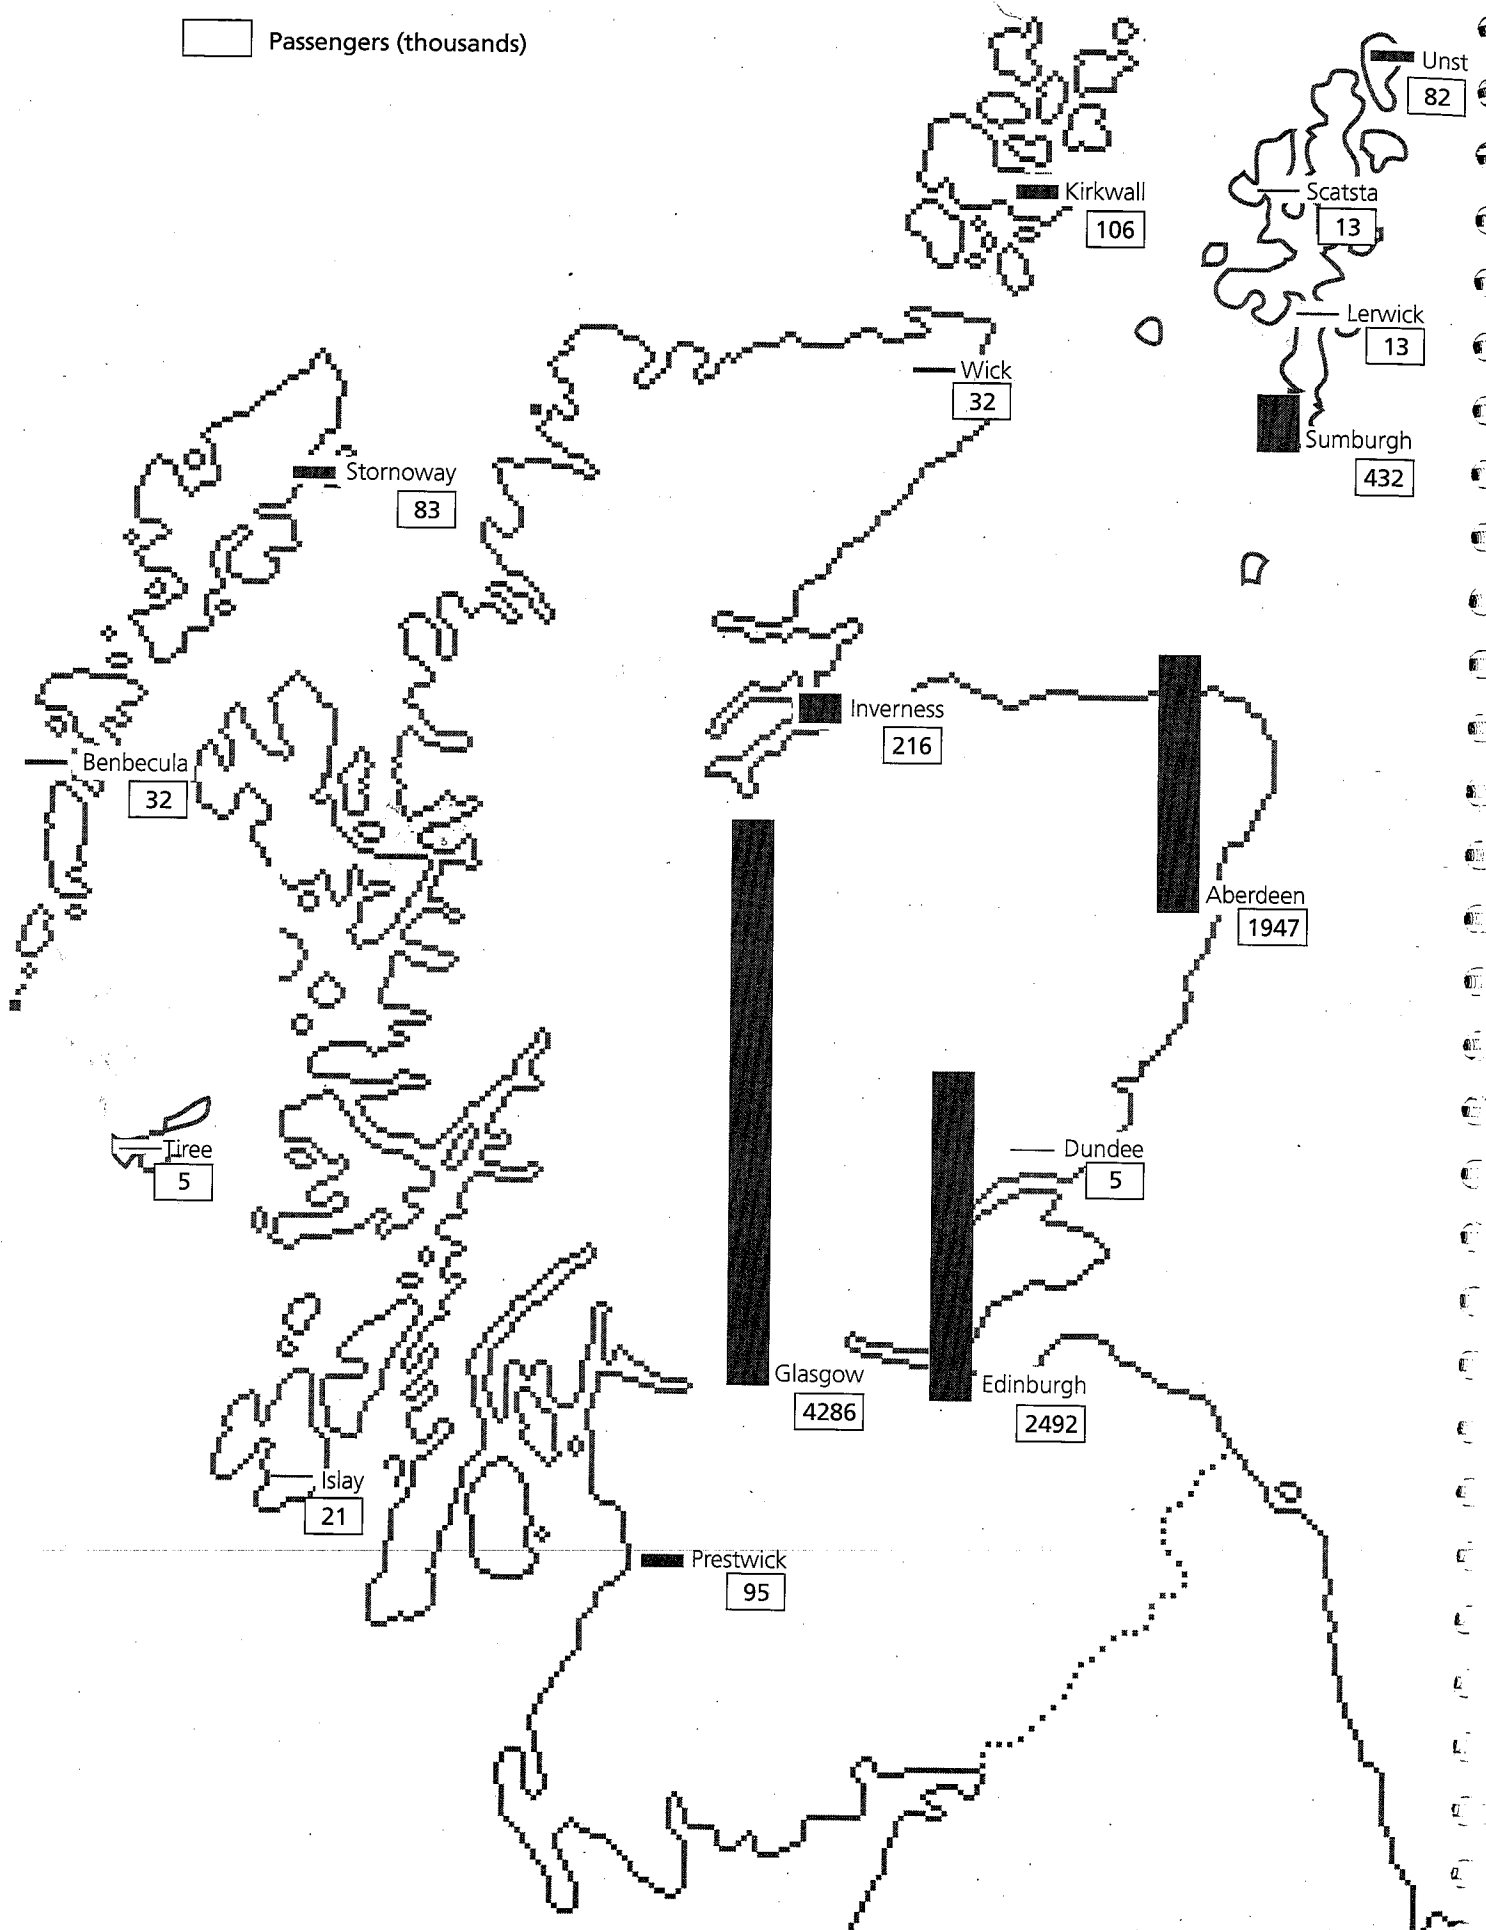 Passengers (thousands)
Unst
82
Kirkwall
106
Scatsta
13
Lerwick
13
Wick
32
Sumburgh
432
Stornoway
83
Inverness
216
Benbecula
32
Aberdeen
1947
Tiree
5
Dundee
5
Glasgow
4286
Edinburgh
2492
Islay
21
Prestwick
95